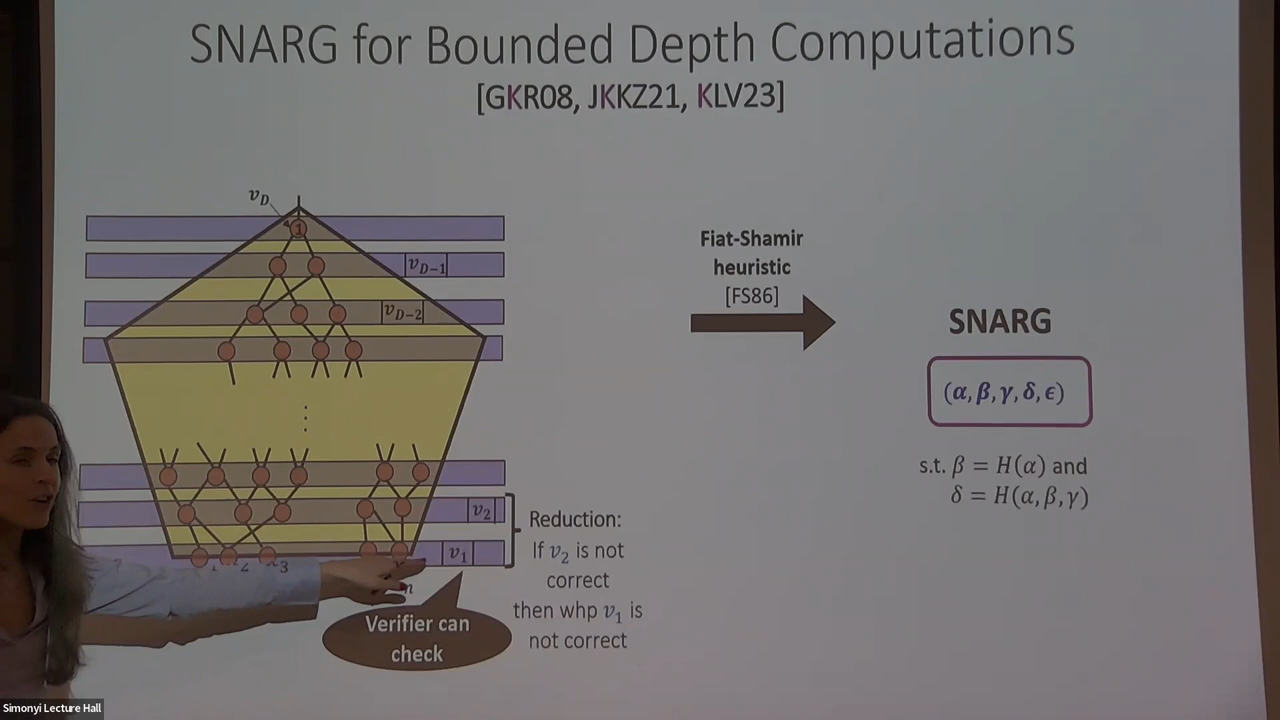 SNARG for Bounded Depth Computations
[GKR08, JKKZ21, KLV23]
v_D
1
v_{D−1}
v_{D−2}
⋮
v_2
v_1
Reduction:
If v_2 is not
correct
then whp v_1 is
not correct
Verifier can
check
Fiat-Shamir
heuristic
[FS86]
SNARG
(α, β, γ, δ, ϵ)
s.t. β = H(α) and
δ = H(α, β, γ)
Simonyi Lecture Hall